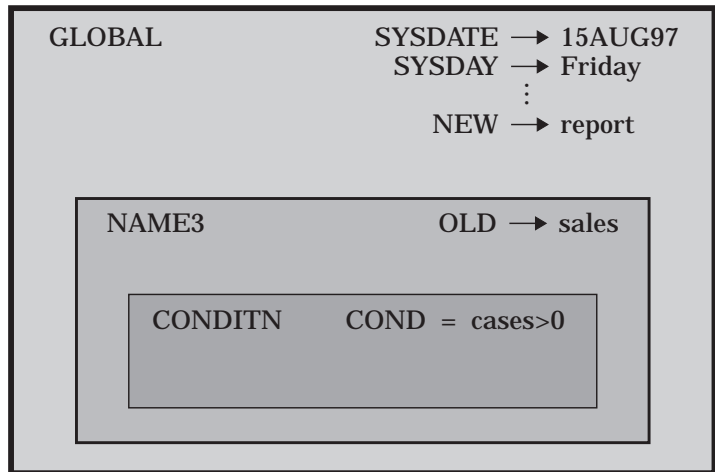 GLOBAL SYSDATE → 15AUG97
SYSDAY → Friday
⋮
NEW → report
NAME3 OLD → sales
CONDITN COND = cases>0